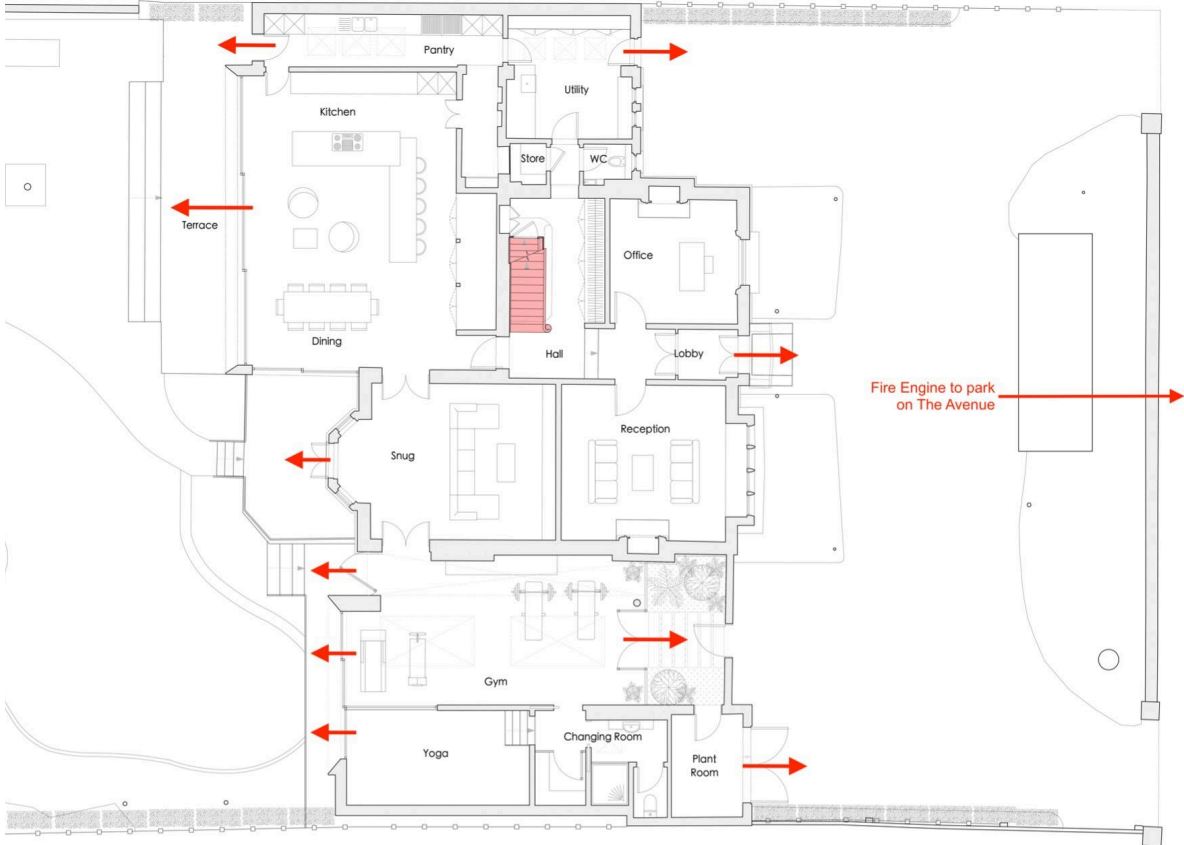 Pantry
Utility
Kitchen
Store
WC
Terrace
Office
Dining
Hall
Lobby
Fire Engine to park
on The Avenue
Reception
Snug
Gym
Changing Room
Yoga
Plant
Room